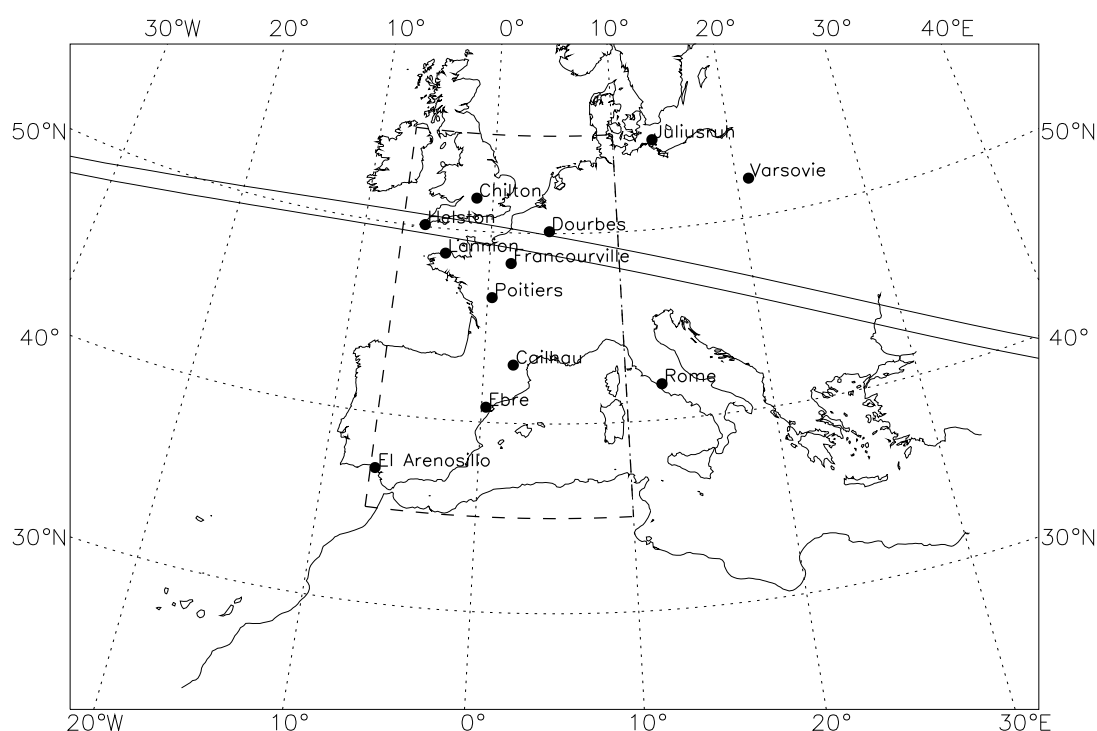 30°W 20° 10° 0° 10° 20° 30° 40°E
50°N 50°N
Juliusruh
Varsovie
Chilton
Helston
Dourbes
Lannion
Francourville
Poitiers
40° 40°
Cailhau
Rome
Ebre
El Arenosillo
30°N 30°N
20°W 10° 0° 10° 20° 30°E